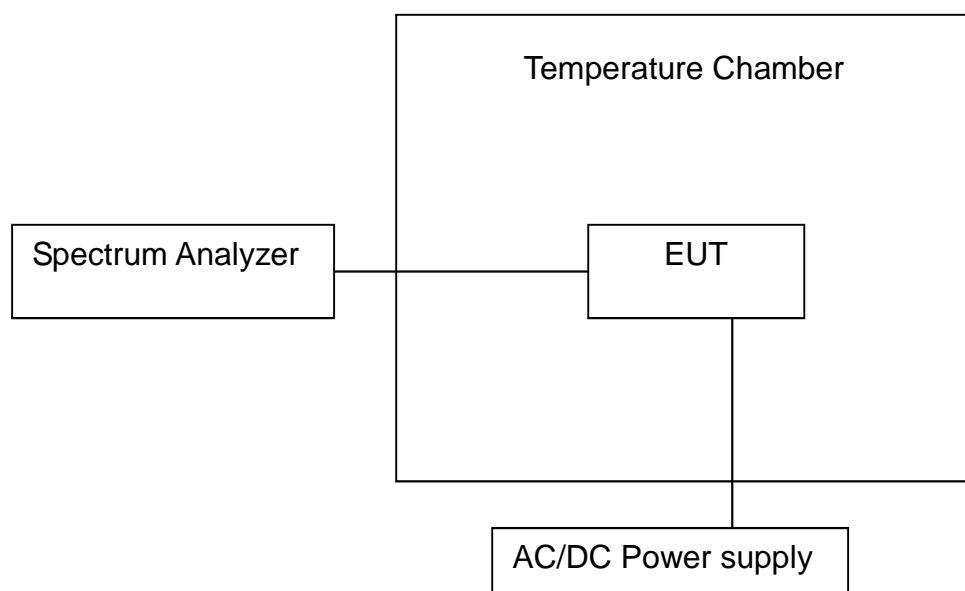 Temperature Chamber
Spectrum Analyzer
EUT
AC/DC Power supply